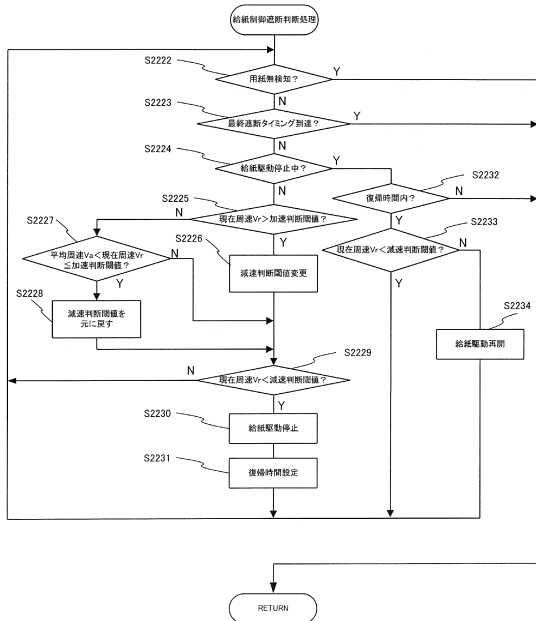 給紙制御遮断判断処理
S2222
用紙無検知?
Y
N
S2223
最終遮断タイミング到達?
Y
N
S2224
給紙駆動停止中?
Y
N
S2232
復帰時間内?
N
Y
S2225
現在周速Vr>加速判断閾値?
N
Y
S2233
現在周速Vr<減速判断閾値?
N
Y
S2227
平均周速Va<現在周速Vr
≦加速判断閾値?
N
Y
S2226
減速判断閾値変更
S2228
減速判断閾値を
元に戻す
S2234
給紙駆動再開
S2229
現在周速Vr<減速判断閾値?
N
Y
S2230
給紙駆動停止
S2231
復帰時間設定
RETURN